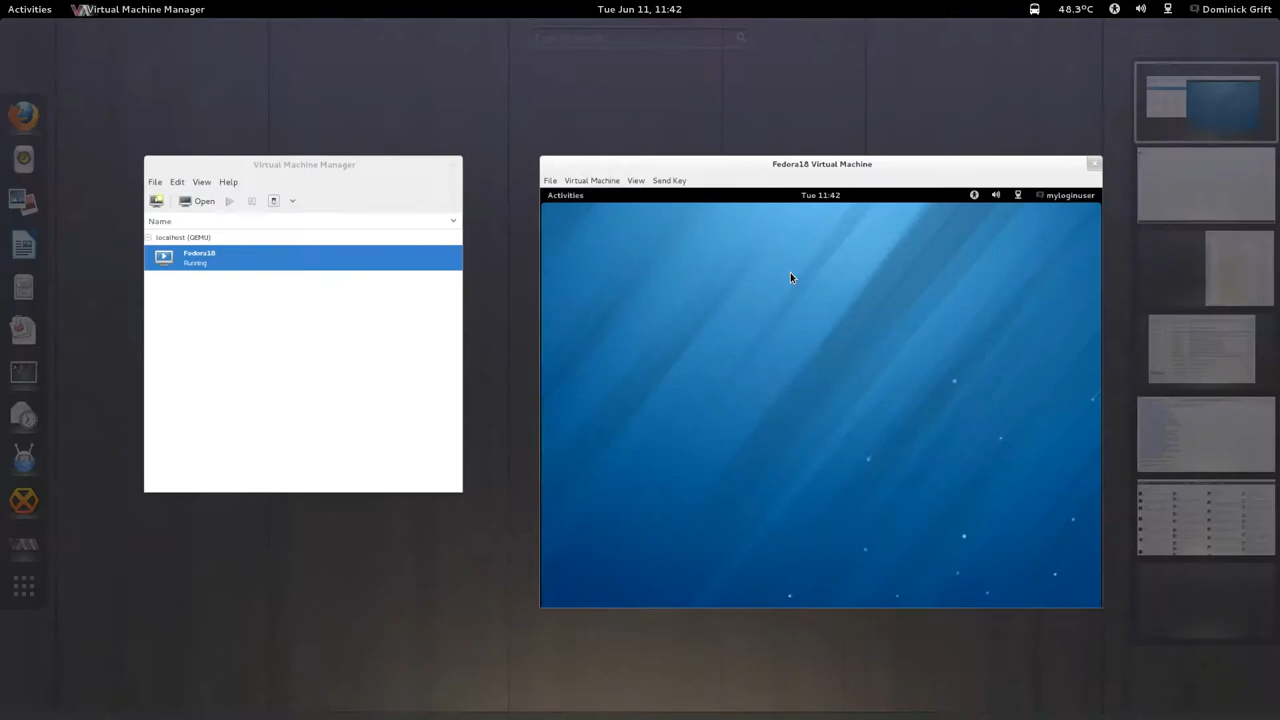 Activities Virtual Machine Manager Tue Jun 11, 11:42 48.3°C Dominick Grift
Virtual Machine Manager
File Edit View Help
Open
Name
localhost (QEMU)
Fedora18
Running
Fedora18 Virtual Machine
File Virtual Machine View Send Key
Activities Tue 11:42 myloginuser